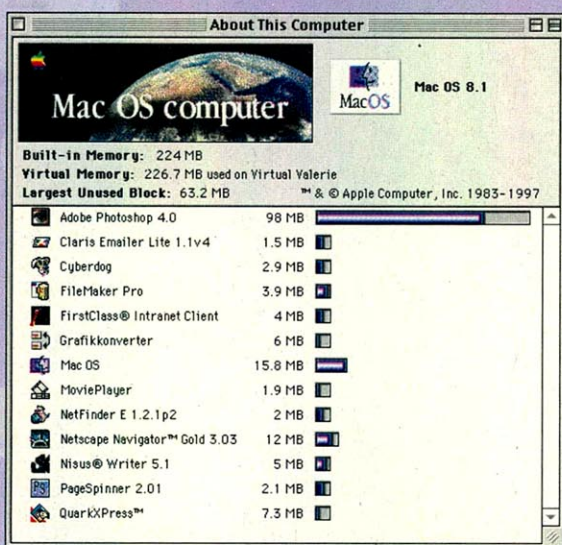 About This Computer
Mac OS computer
MacOS
Mac OS 8.1
Built-in Memory: 224 MB
Virtual Memory: 226.7 MB used on Virtual Valerie
Largest Unused Block: 63.2 MB
™ & © Apple Computer, Inc. 1983-1997
Adobe Photoshop 4.0 98 MB
Claris Emailer Lite 1.1v4 1.5 MB
Cyberdog 2.9 MB
FileMaker Pro 3.9 MB
FirstClass® Intranet Client 4 MB
Grafikkonverter 6 MB
Mac OS 15.8 MB
MoviePlayer 1.9 MB
NetFinder E 1.2.1p2 2 MB
Netscape Navigator™ Gold 3.03 12 MB
Nisus® Writer 5.1 5 MB
PS PageSpinner 2.01 2.1 MB
QuarkXPress™ 7.3 MB